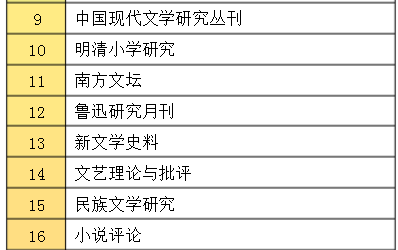 9 中国现代文学研究丛刊
10 明清小学研究
11 南方文坛
12 鲁迅研究月刊
13 新文学史料
14 文艺理论与批评
15 民族文学研究
16 小说评论